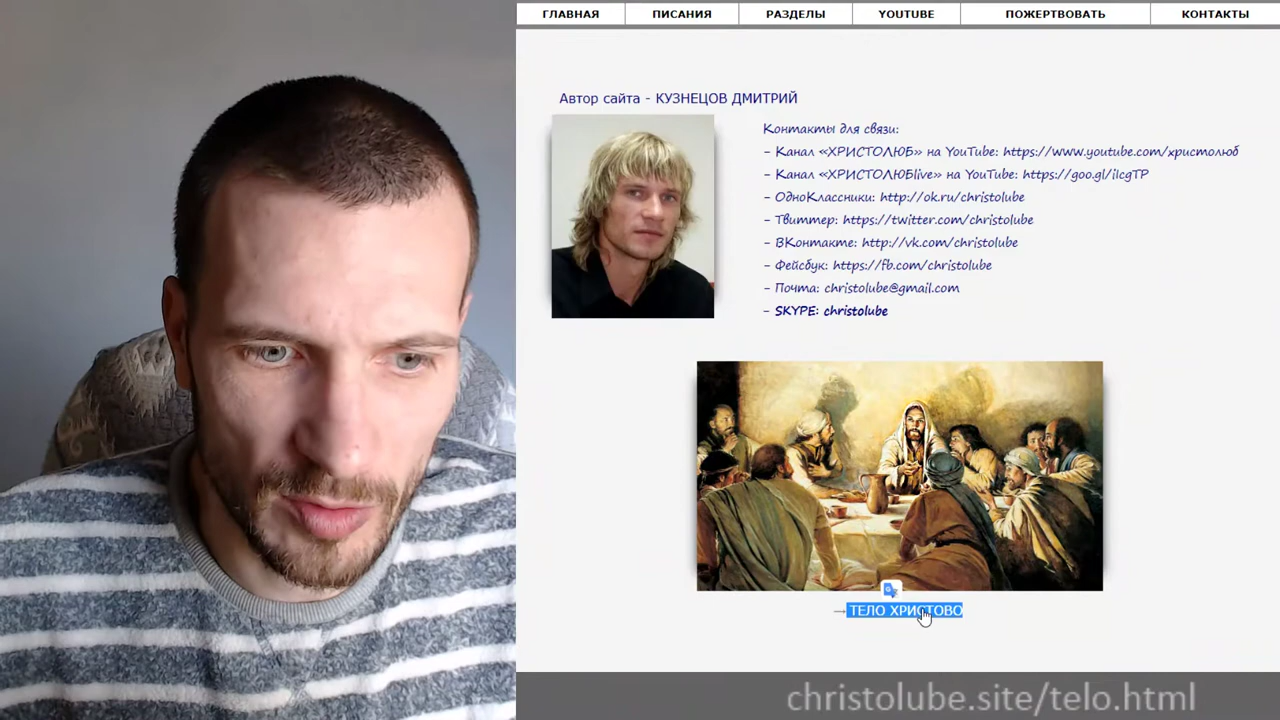 ГЛАВНАЯ ПИСАНИЯ РАЗДЕЛЫ YOUTUBE ПОЖЕРТВОВАТЬ КОНТАКТЫ
Автор сайта - КУЗНЕЦОВ ДМИТРИЙ
Контакты для связи:
- Канал «ХРИСТОЛЮБ» на YouTube: https://www.youtube.com/христолюб
- Канал «ХРИСТОЛЮБlive» на YouTube: https://goo.gl/ilcgTP
- ОдноКлассники: http://ok.ru/christolube
- Твиттер: https://twitter.com/christolube
- ВКонтакте: http://vk.com/christolube
- Фейсбук: https://fb.com/christolube
- Почта: christolube@gmail.com
- SKYPE: christolube
→ ТЕЛО ХРИСТОВО
christolube.site/telo.html